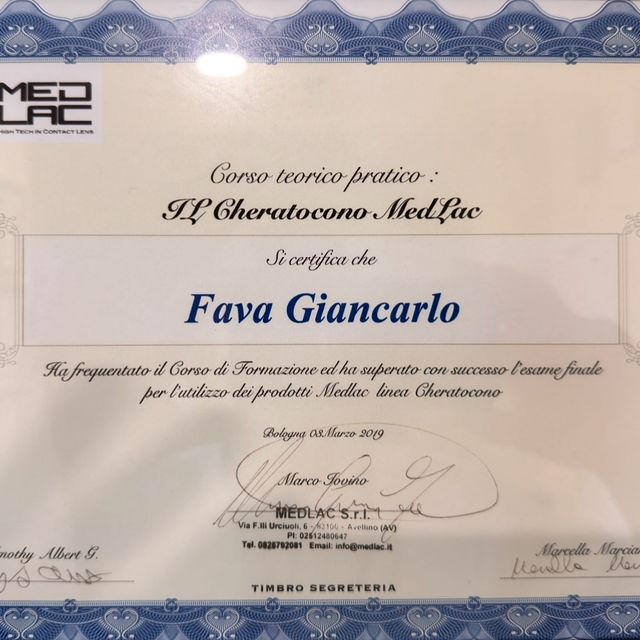 MED
LAC
HIGH TECH IN CONTACT LENS
Corso teorico pratico :
IL Cheratocono MedLac
Si certifica che
Fava Giancarlo
Ha frequentato il Corso di Formazione ed ha superato con successo l'esame finale
per l'utilizzo dei prodotti Medlac linea Cheratocono
Bologna 03Marzo 2019
Marco Iovino
MEDLAC S.r.l.
Via F.lli Urciuoli, 6 - 83100 - Avellino (AV)
PI: 02512480647
Tel. 0825792081 Email: info@medlac.it
Albert G.
Marcella
TIMBRO SEGRETERIA